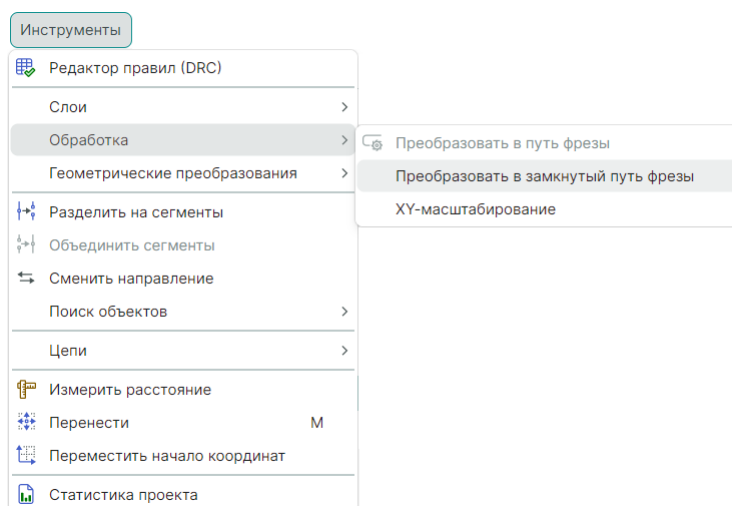 Инструменты
Редактор правил (DRC)
Слои
Обработка
Геометрические преобразования
Разделить на сегменты
Объединить сегменты
Сменить направление
Поиск объектов
Цепи
Измерить расстояние
Перенести M
Переместить начало координат
Статистика проекта
Преобразовать в путь фрезы
Преобразовать в замкнутый путь фрезы
XY-масштабирование